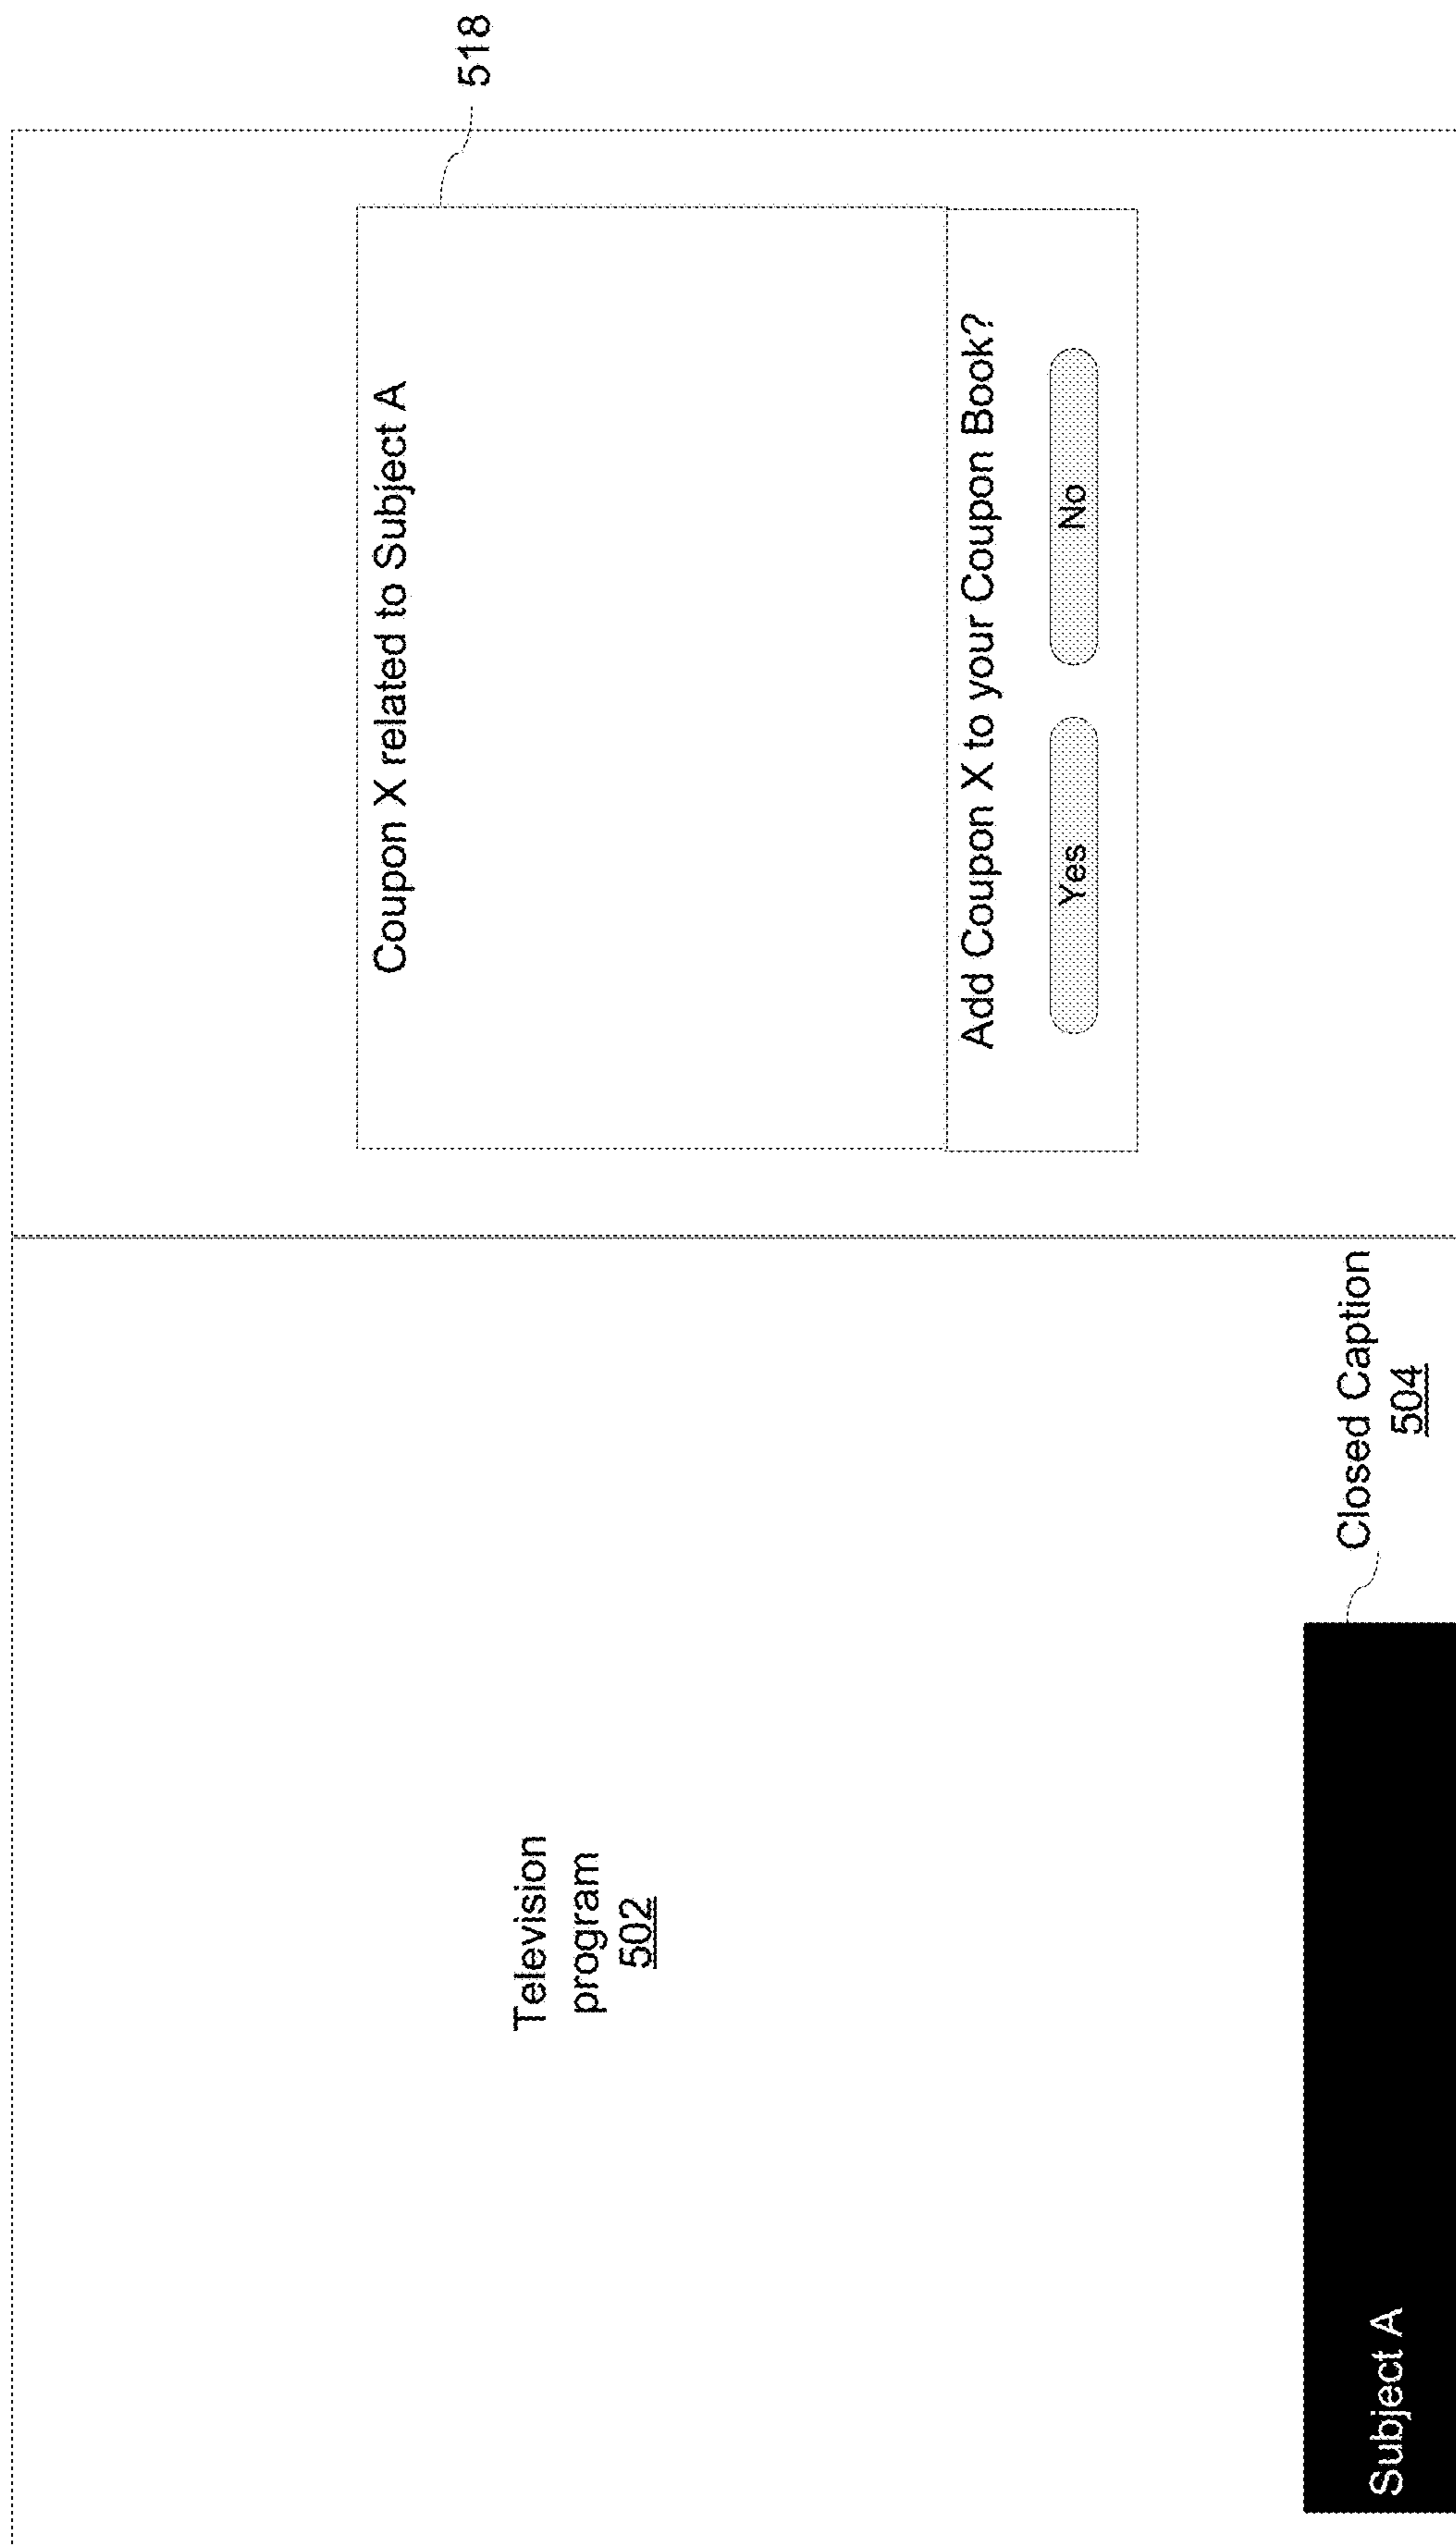 Television
program
502
Subject A
Closed Caption
504
Coupon X related to Subject A
518
Add Coupon X to your Coupon Book?
Yes
No